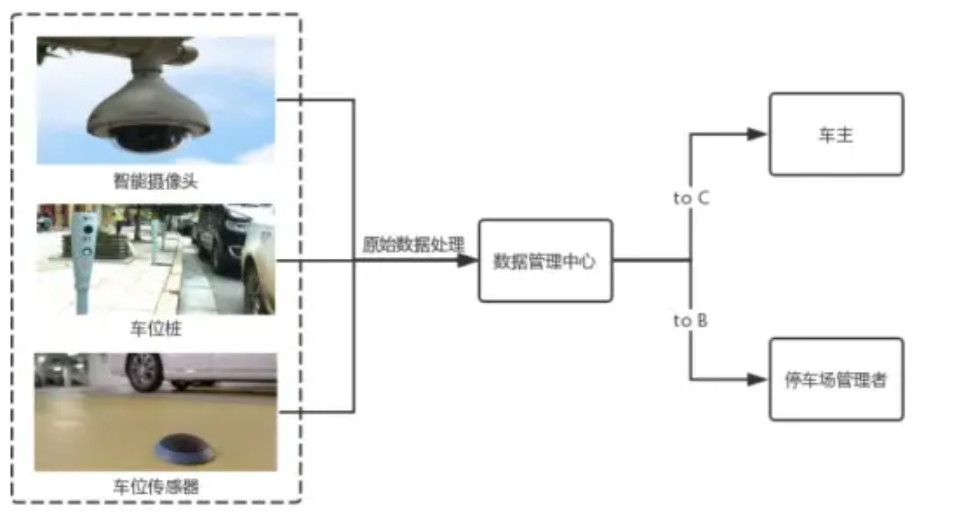 智能摄像头
车位桩
车位传感器
原始数据处理
数据管理中心
to C
车主
to B
停车场管理者